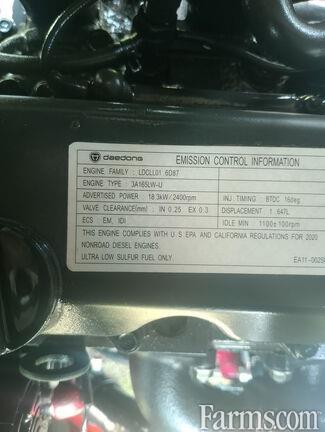 daedong EMISSION CONTROL INFORMATION
ENGINE FAMILY : LDCLL01.6D87
ENGINE TYPE : 3A165LW-U
ADVERTISED POWER : 18.3kW/2400rpm INJ.TIMING : BTDC 16deg
VALVE CLEARANCE(mm) : IN 0.25 EX 0.3 DISPLACEMENT : 1.647L
ECS : EM, IDI IDLE MIN : 1100±100rpm
THIS ENGINE COMPLIES WITH U.S EPA AND CALIFORNIA REGULATIONS FOR 2020
NONROAD DIESEL ENGINES.
ULTRA LOW SULFUR FUEL ONLY
Farms.com®